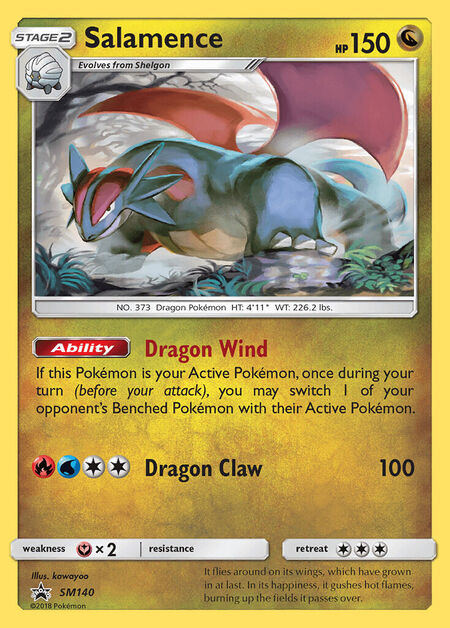 STAGE2 Salamence HP150
Evolves from Shelgon
NO. 373 Dragon Pokémon HT: 4'11" WT: 226.2 lbs.
Ability Dragon Wind
If this Pokémon is your Active Pokémon, once during your
turn (before your attack), you may switch 1 of your
opponent's Benched Pokémon with their Active Pokémon.
Dragon Claw 100
weakness ×2 resistance retreat
Illus. kawayoo
SM140
©2018 Pokémon
It flies around on its wings, which have grown
in at last. In its happiness, it gushes hot flames,
burning up the fields it passes over.